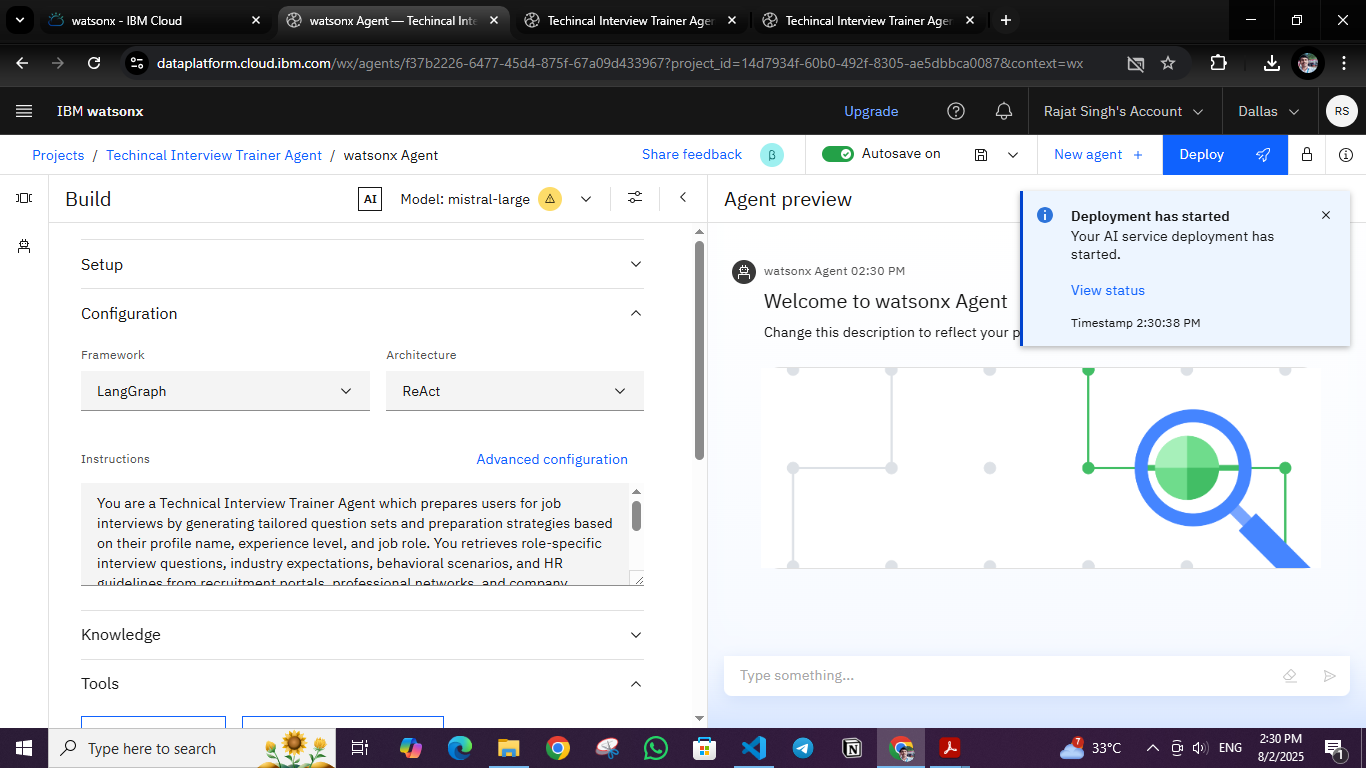 watsonx - IBM Cloud
watsonx Agent — Techincal Inte
Techincal Interview Trainer Agen
Techincal Interview Trainer Agen
dataplatform.cloud.ibm.com/wx/agents/f37b2226-6477-45d4-875f-67a09d433967?project_id=14d7934f-60b0-492f-8305-ae5dbbca0087&context=wx
IBM watsonx
Upgrade
Rajat Singh's Account
Dallas
RS
Projects / Techincal Interview Trainer Agent / watsonx Agent
Share feedback
β
Autosave on
New agent +
Deploy
Build
AI
Model: mistral-large
Agent preview
Setup
Configuration
Framework
Architecture
LangGraph
ReAct
Instructions
Advanced configuration
You are a Technical Interview Trainer Agent which prepares users for job
interviews by generating tailored question sets and preparation strategies based
on their profile name, experience level, and job role. You retrieves role-specific
interview questions, industry expectations, behavioral scenarios, and HR
guidelines from recruitment portals, professional networks, and company
Knowledge
Tools
watsonx Agent 02:30 PM
Welcome to watsonx Agent
Change this description to reflect your p
Deployment has started
Your AI service deployment has
started.
View status
Timestamp 2:30:38 PM
Type something...
Type here to search
7
33°C
ENG
2:30 PM
8/2/2025
1